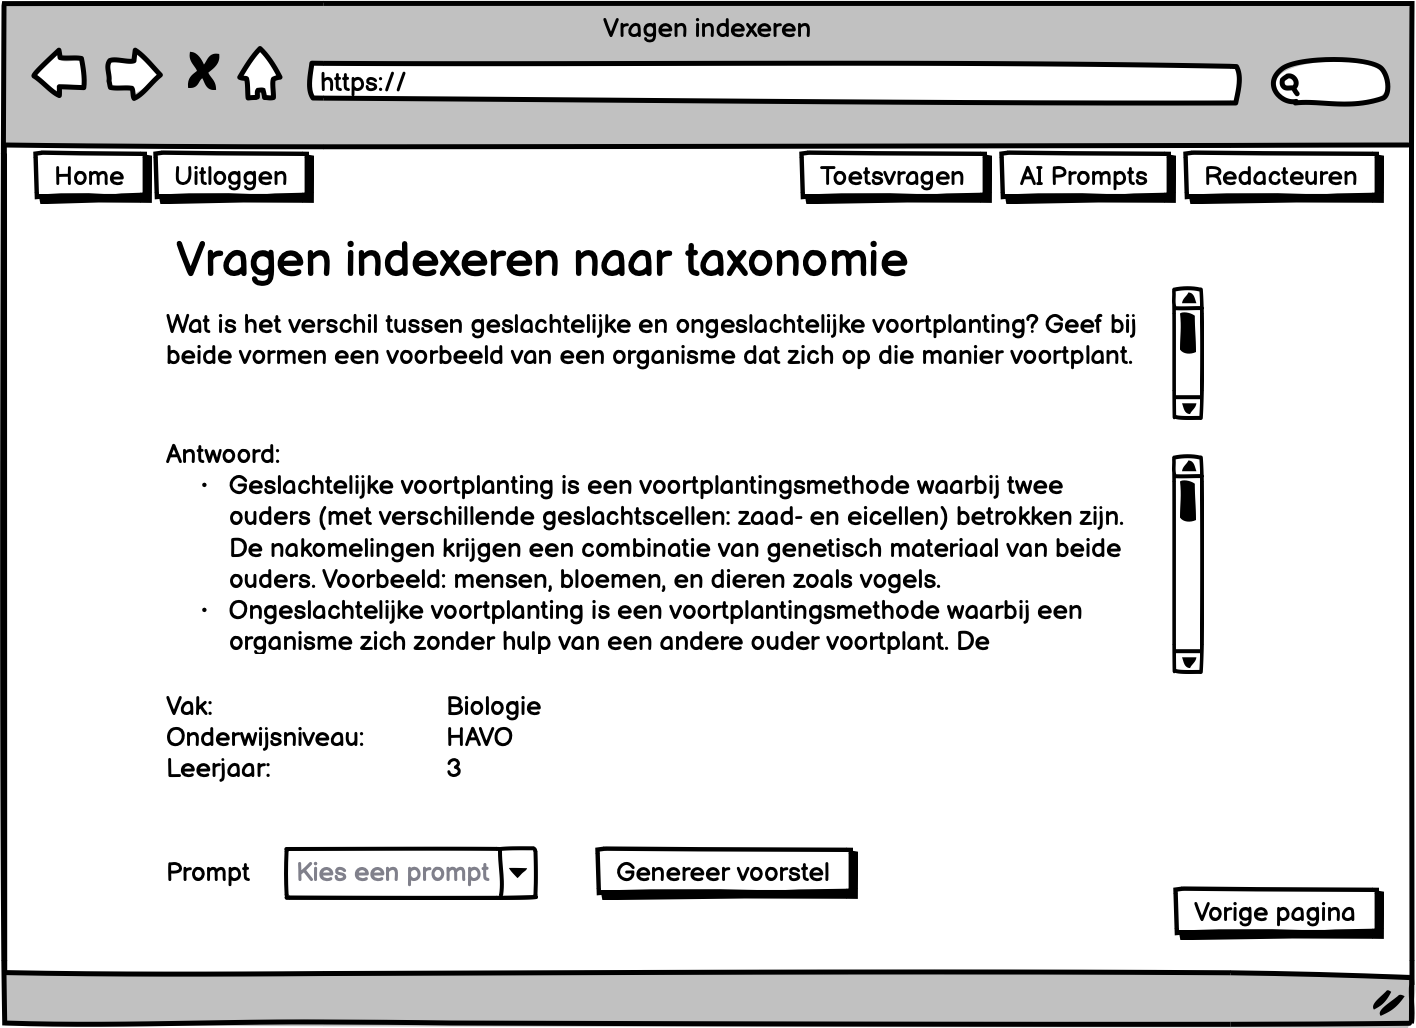 Vragen indexeren
https://
Home
Uitloggen
Toetsvragen
AI Prompts
Redacteuren
Vragen indexeren naar taxonomie
Wat is het verschil tussen geslachtelijke en ongeslachtelijke voortplanting? Geef bij
beide vormen een voorbeeld van een organisme dat zich op die manier voortplant.
Antwoord:
• Geslachtelijke voortplanting is een voortplantingsmethode waarbij twee
ouders (met verschillende geslachtscellen: zaad- en eicellen) betrokken zijn.
De nakomelingen krijgen een combinatie van genetisch materiaal van beide
ouders. Voorbeeld: mensen, bloemen, en dieren zoals vogels.
• Ongeslachtelijke voortplanting is een voortplantingsmethode waarbij een
organisme zich zonder hulp van een andere ouder voortplant. De
Vak: Biologie
Onderwijsniveau: HAVO
Leerjaar: 3
Prompt
Kies een prompt
Genereer voorstel
Vorige pagina